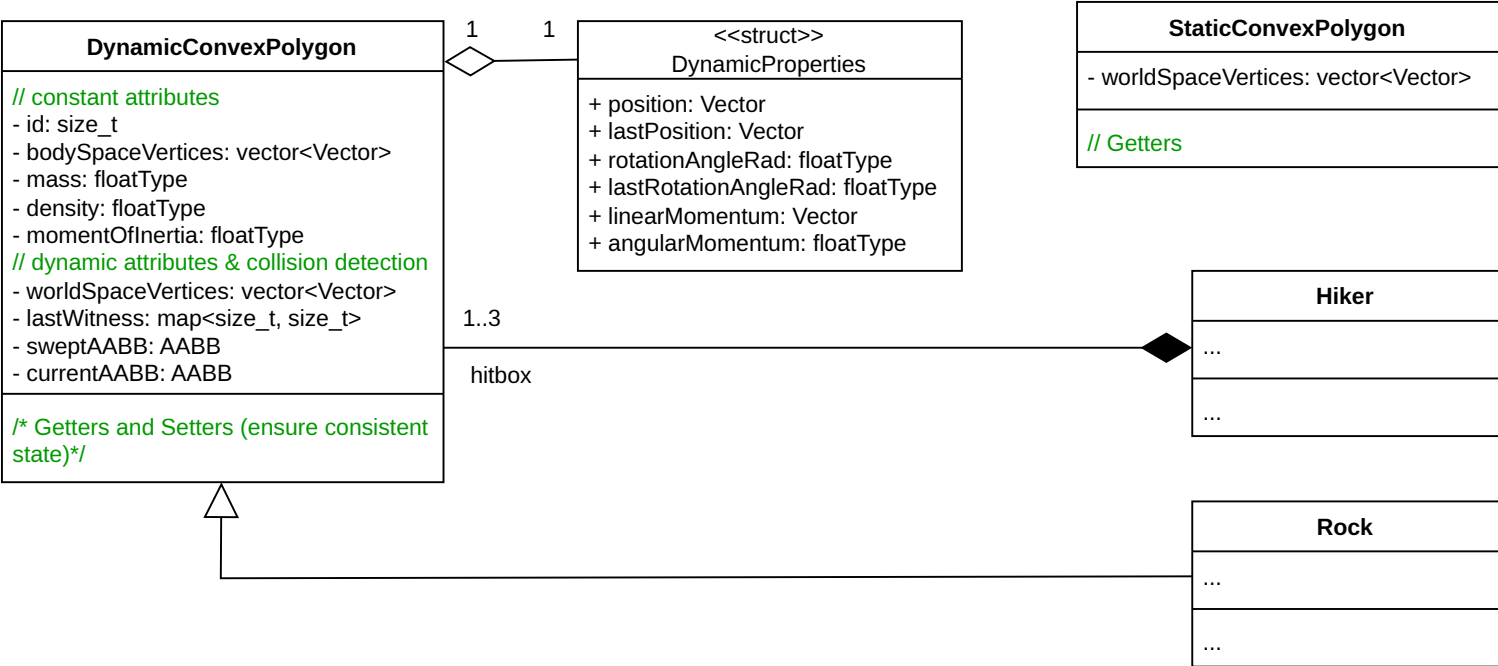 DynamicConvexPolygon
// constant attributes
- id: size_t
- bodySpaceVertices: vector<Vector>
- mass: floatType
- density: floatType
- momentOfInertia: floatType
// dynamic attributes & collision detection
- worldSpaceVertices: vector<Vector>
- lastWitness: map<size_t, size_t>
- sweptAABB: AABB
- currentAABB: AABB
/* Getters and Setters (ensure consistent
state)*/
1
1
<<struct>>
DynamicProperties
+ position: Vector
+ lastPosition: Vector
+ rotationAngleRad: floatType
+ lastRotationAngleRad: floatType
+ linearMomentum: Vector
+ angularMomentum: floatType
StaticConvexPolygon
- worldSpaceVertices: vector<Vector>
// Getters
1..3
hitbox
Hiker
...
...
Rock
...
...